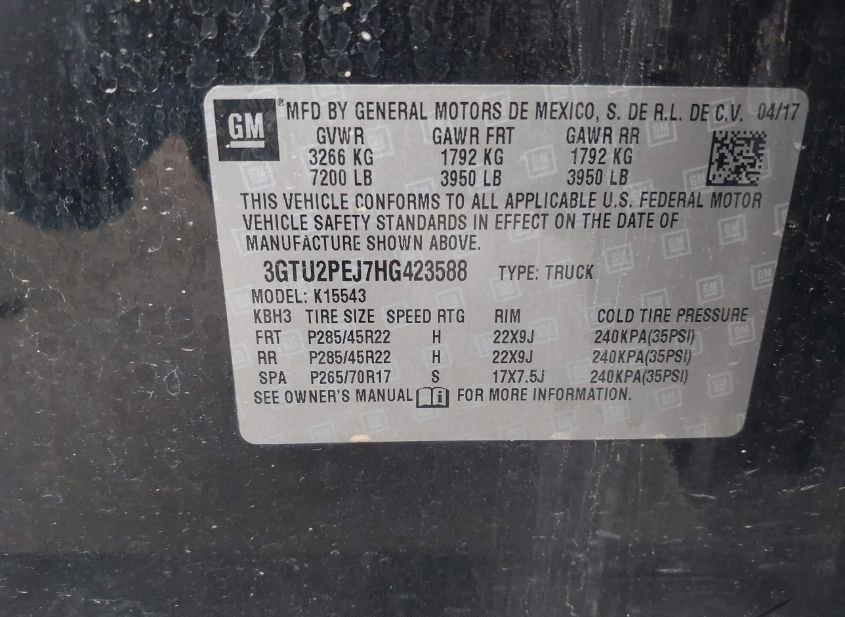 GM ® MFD BY GENERAL MOTORS DE MEXICO, S. DE R.L. DE C.V. 04/17
GVWR GAWR FRT GAWR RR
3266 KG 1792 KG 1792 KG
7200 LB 3950 LB 3950 LB
THIS VEHICLE CONFORMS TO ALL APPLICABLE U.S. FEDERAL MOTOR
VEHICLE SAFETY STANDARDS IN EFFECT ON THE DATE OF
MANUFACTURE SHOWN ABOVE.
3GTU2PEJ7HG423588 TYPE: TRUCK
MODEL: K15543
KBH3 TIRE SIZE SPEED RTG RIM COLD TIRE PRESSURE
FRT P285/45R22 H 22X9J 240KPA(35PSI)
RR P285/45R22 H 22X9J 240KPA(35PSI)
SPA P265/70R17 S 17X7.5J 240KPA(35PSI)
SEE OWNER'S MANUAL i FOR MORE INFORMATION.